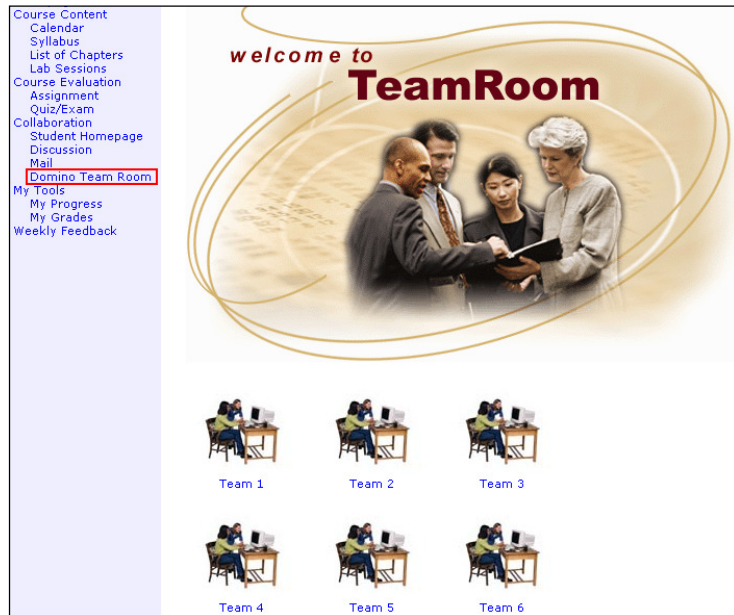 Course Content
Calendar
Syllabus
List of Chapters
Lab Sessions
Course Evaluation
Assignment
Quiz/Exam
Collaboration
Student Homepage
Discussion
Mail
Domino Team Room
My Tools
My Progress
My Grades
Weekly Feedback
welcome to
TeamRoom
Team 1 Team 2 Team 3
Team 4 Team 5 Team 6